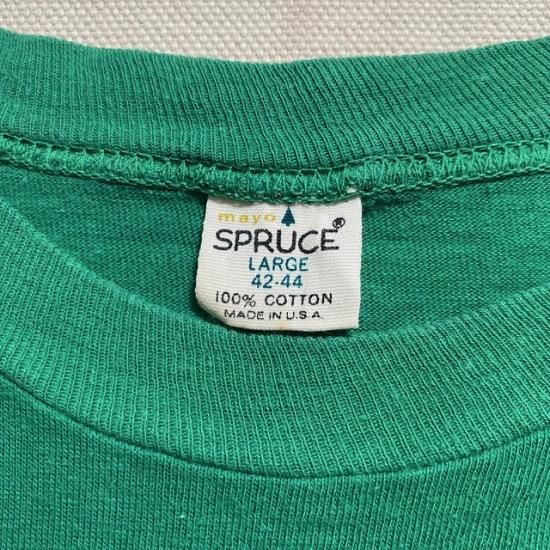 mayo
SPRUCE®
LARGE
42-44
100% COTTON
MADE IN U.S.A.